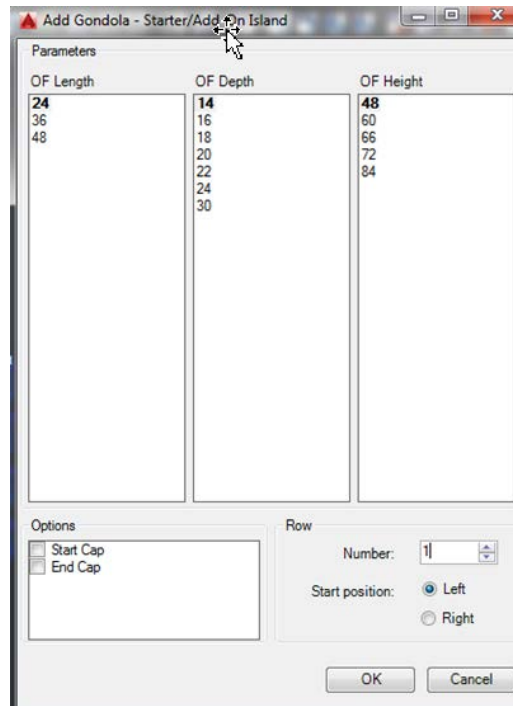 Add Gondola - Starter/Add On Island
Parameters
OF Length
24
36
48
OF Depth
14
16
18
20
22
24
30
OF Height
48
60
66
72
84
Options
Start Cap
End Cap
Row
Number: 1
Start position: Left
Right
OK
Cancel